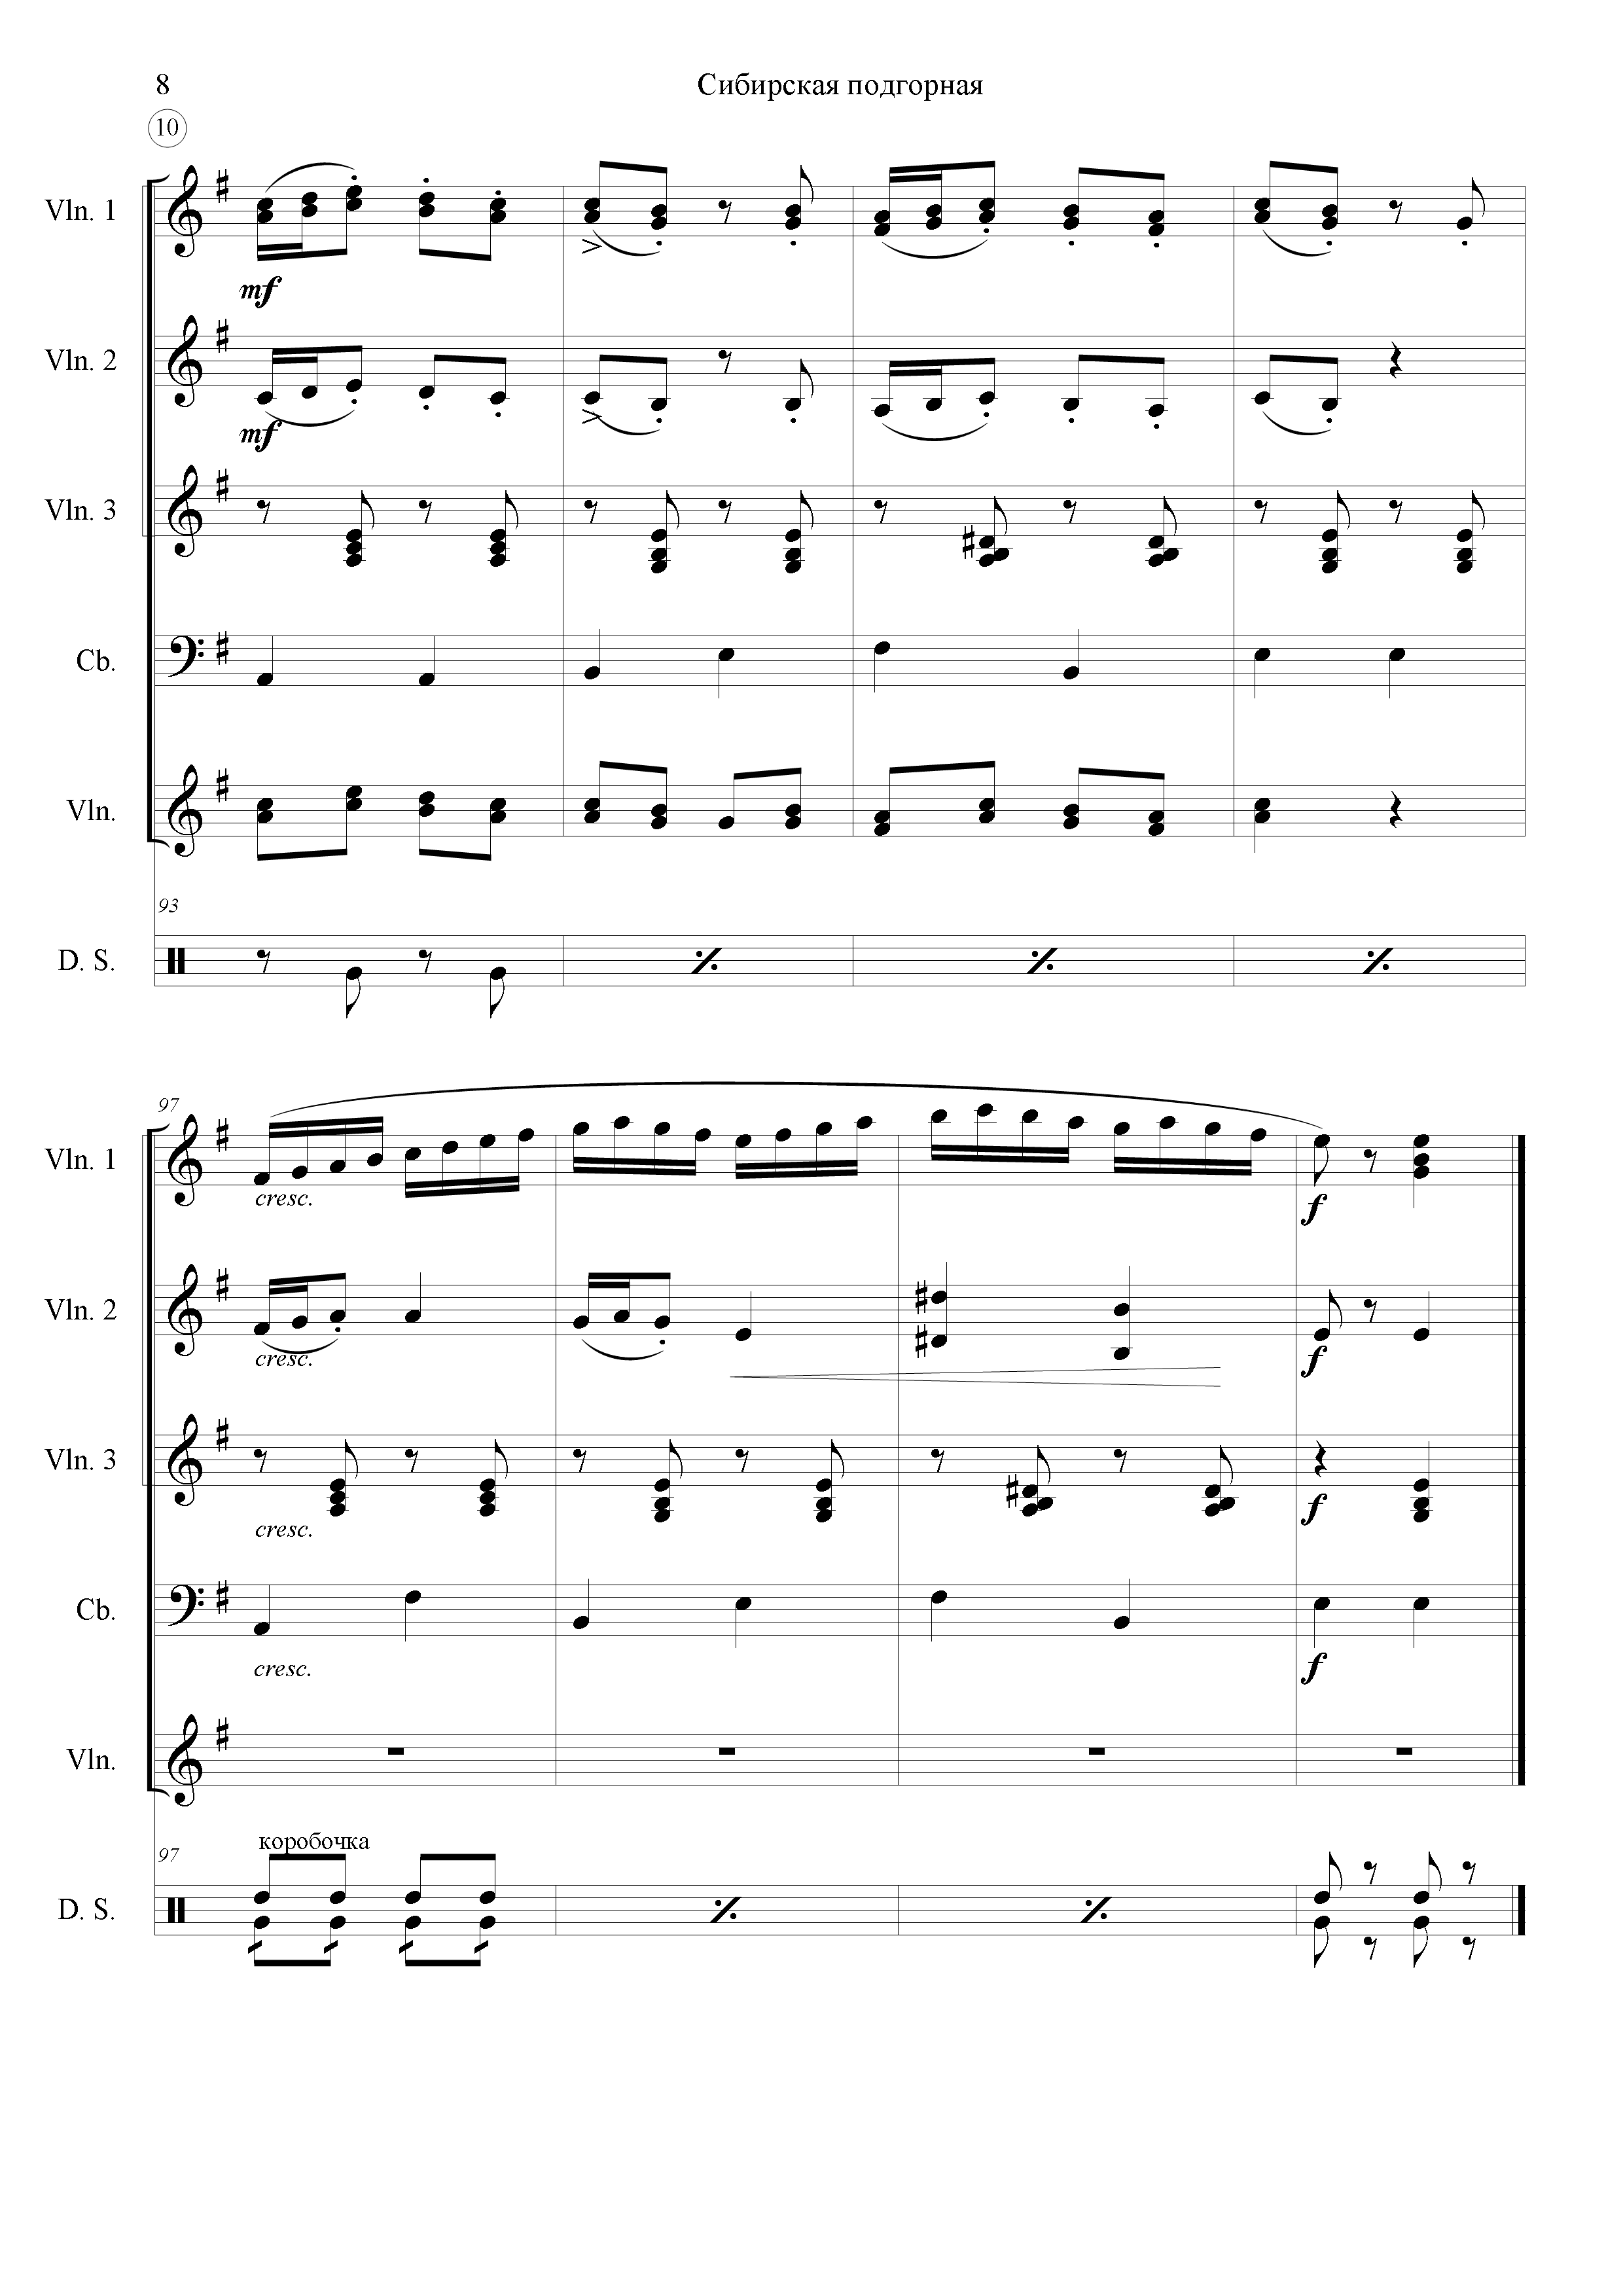 8
Сибирская подгорная
10
Vln. 1
mf
Vln. 2
mf
Vln. 3
Cb.
Vln.
93
D. S.
97
Vln. 1
cresc.
f
Vln. 2
cresc.
f
Vln. 3
cresc.
f
Cb.
cresc.
f
Vln.
коробочка
97
D. S.